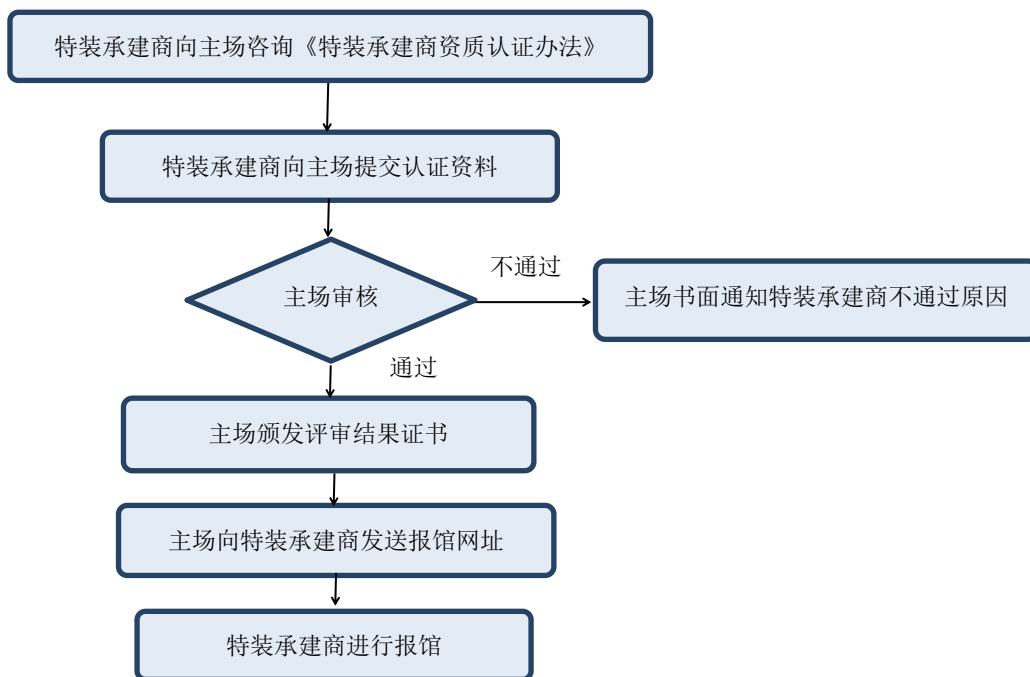 特装承建商向主场咨询《特装承建商资质认证办法》
特装承建商向主场提交认证资料
主场审核
不通过
主场书面通知特装承建商不通过原因
通过
主场颁发评审结果证书
主场向特装承建商发送报馆网址
特装承建商进行报馆